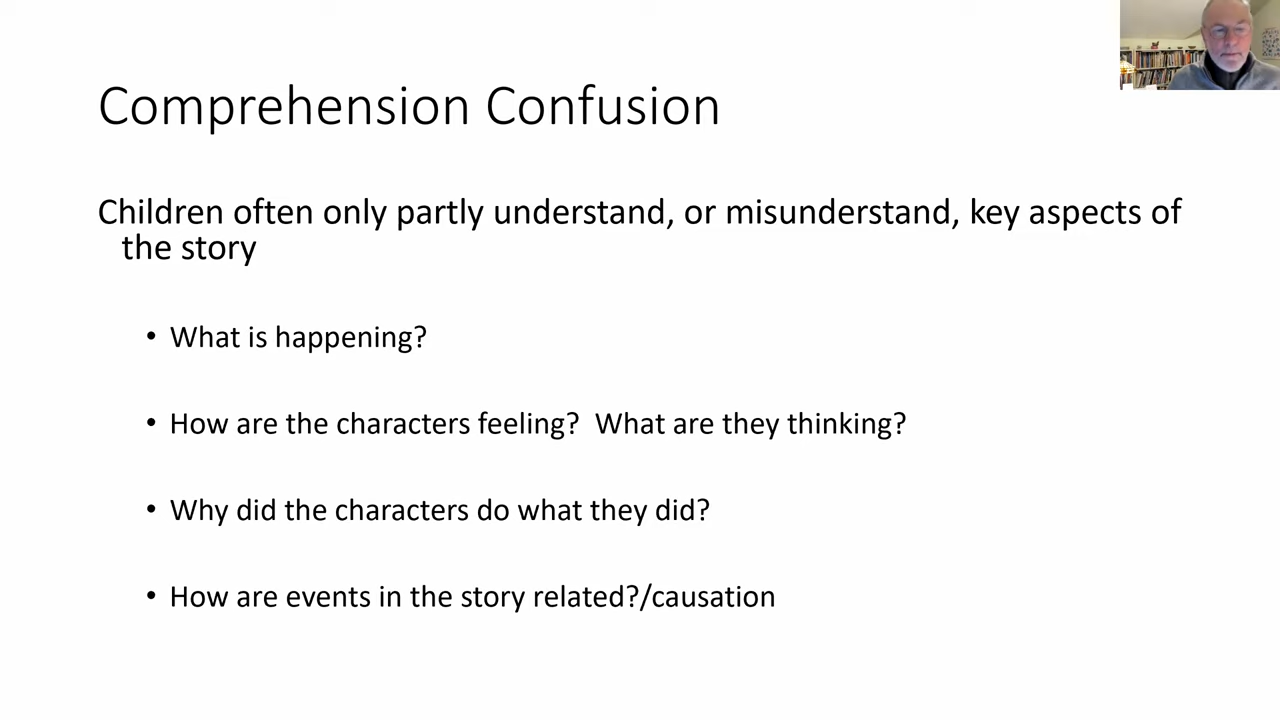 Comprehension Confusion
Children often only partly understand, or misunderstand, key aspects of
the story
• What is happening?
• How are the characters feeling?  What are they thinking?
• Why did the characters do what they did?
• How are events in the story related?/causation